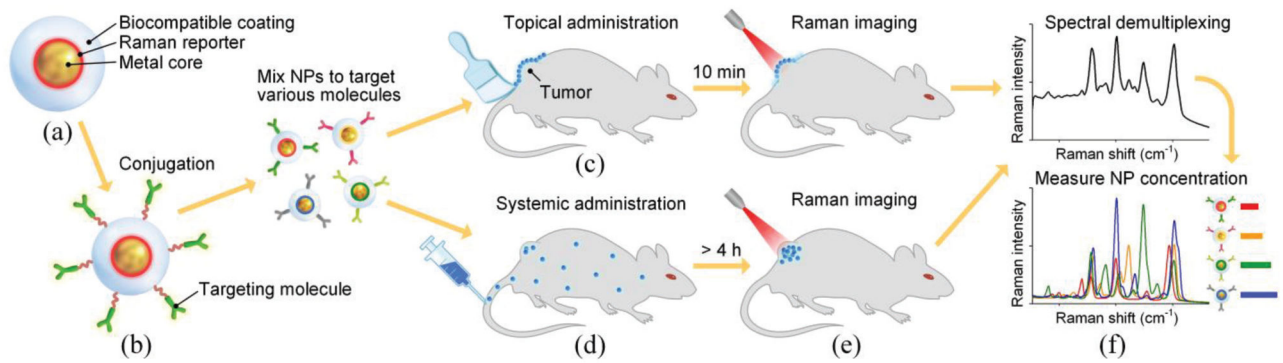 Biocompatible coating
Raman reporter
Metal core
(a)
Conjugation
Targeting molecule
(b)
Mix NPs to target
various molecules
Topical administration
Tumor
(c)
10 min
Raman imaging
Systemic administration
(d)
> 4 h
Raman imaging
(e)
Spectral demultiplexing
Raman intensity
Raman shift (cm⁻¹)
Measure NP concentration
Raman intensity
Raman shift (cm⁻¹)
(f)